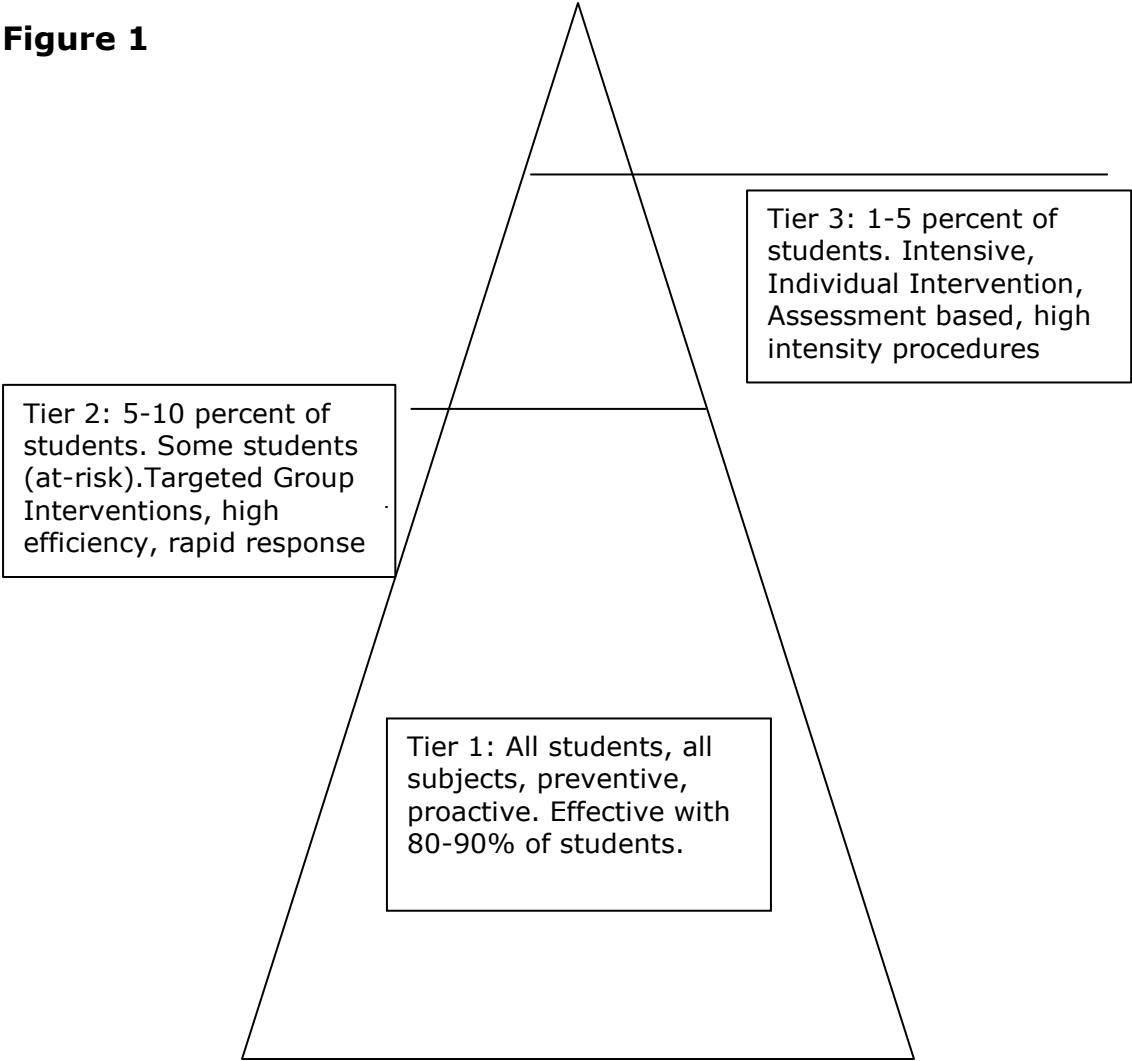 Figure 1
Tier 3: 1-5 percent of
students. Intensive,
Individual Intervention,
Assessment based, high
intensity procedures
Tier 2: 5-10 percent of
students. Some students
(at-risk).Targeted Group
Interventions, high
efficiency, rapid response
Tier 1: All students, all
subjects, preventive,
proactive. Effective with
80-90% of students.